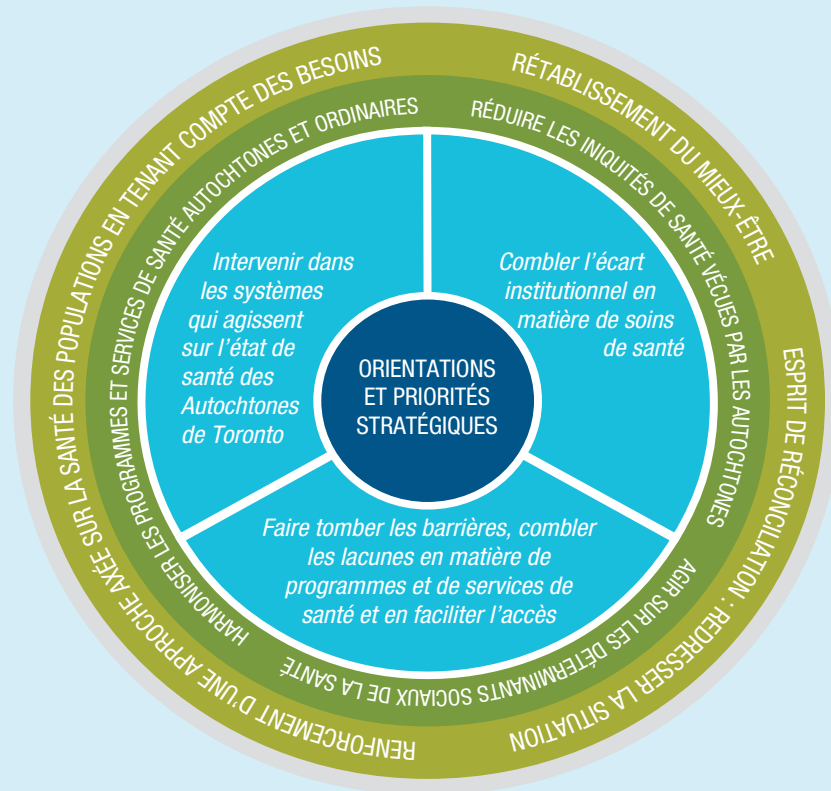 RENFORCEMENT D'UNE APPROCHE AXÉE SUR LA SANTÉ DES POPULATIONS EN TENANT COMPTE DES BESOINS
RÉTABLISSEMENT DU MIEUX-ÊTRE
ESPRIT DE RÉCONCILIATION : REDRESSER LA SITUATION
HARMONISER LES PROGRAMMES ET SERVICES DE SANTÉ AUTOCHTONES ET ORDINAIRES
RÉDUIRE LES INIQUITÉS DE SANTÉ VÉCUES PAR LES AUTOCHTONES
AGIR SUR LES DÉTERMINANTS SOCIAUX DE LA SANTÉ
Intervenir dans
les systèmes
qui agissent
sur l'état de
santé des
Autochtones
de Toronto
Combler l'écart
institutionnel en
matière de soins
de santé
ORIENTATIONS
ET PRIORITÉS
STRATÉGIQUES
Faire tomber les barrières, combler
les lacunes en matière de
programmes et de services de
santé et en faciliter l'accès